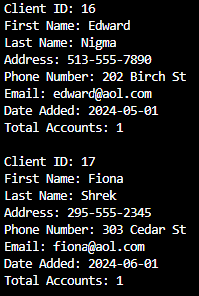 Client ID: 16
First Name: Edward
Last Name: Nigma
Address: 513-555-7890
Phone Number: 202 Birch St
Email: edward@aol.com
Date Added: 2024-05-01
Total Accounts: 1

Client ID: 17
First Name: Fiona
Last Name: Shrek
Address: 295-555-2345
Phone Number: 303 Cedar St
Email: fiona@aol.com
Date Added: 2024-06-01
Total Accounts: 1